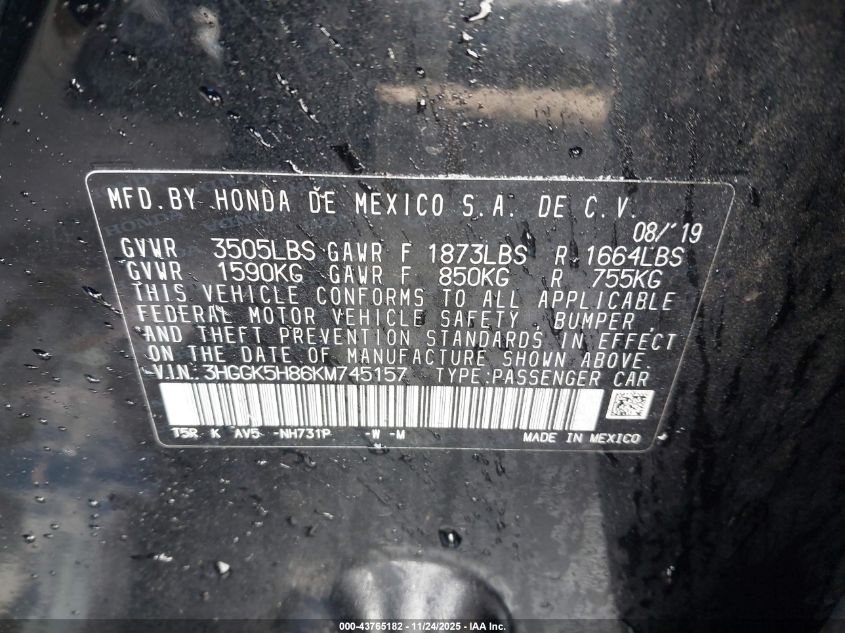 MFD.BY HONDA DE MEXICO S.A. DE C.V.
08/'19
GVWR 3505LBS GAWR F 1873LBS R 1664LBS
GVWR 1590KG GAWR F 850KG R 755KG
THIS VEHICLE CONFORMS TO ALL APPLICABLE
FEDERAL MOTOR VEHICLE SAFETY, BUMPER,
AND THEFT PREVENTION STANDARDS IN EFFECT
ON THE DATE OF MANUFACTURE SHOWN ABOVE.
V.I.N. 3HGGK5H86KM745157 TYPE:PASSENGER CAR
T5R K AV5 -NH731P -W -M MADE IN MEXICO
000-43765182 - 11/24/2025 - IAA Inc.